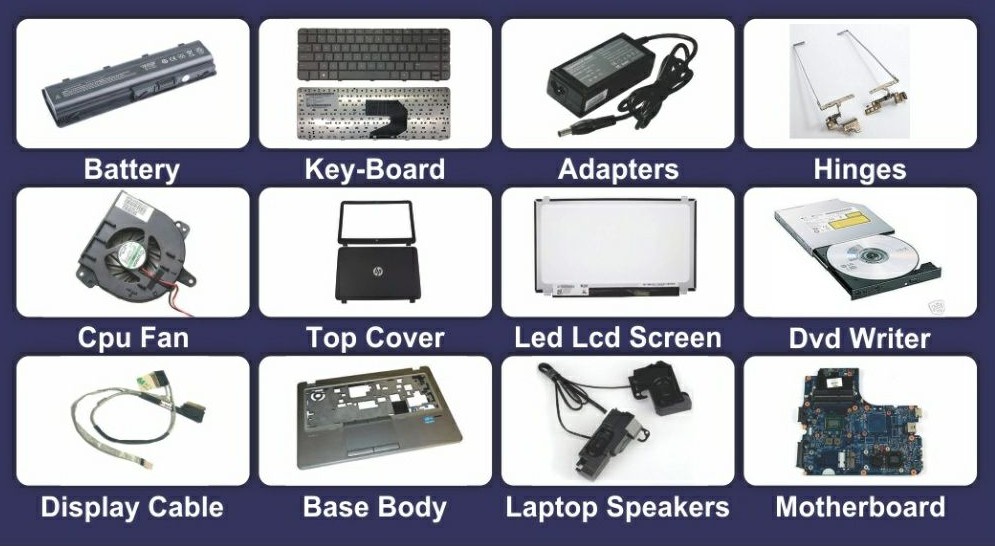 Battery
Key-Board
Adapters
Hinges
Cpu Fan
Top Cover
Led Lcd Screen
Dvd Writer
Display Cable
Base Body
Laptop Speakers
Motherboard